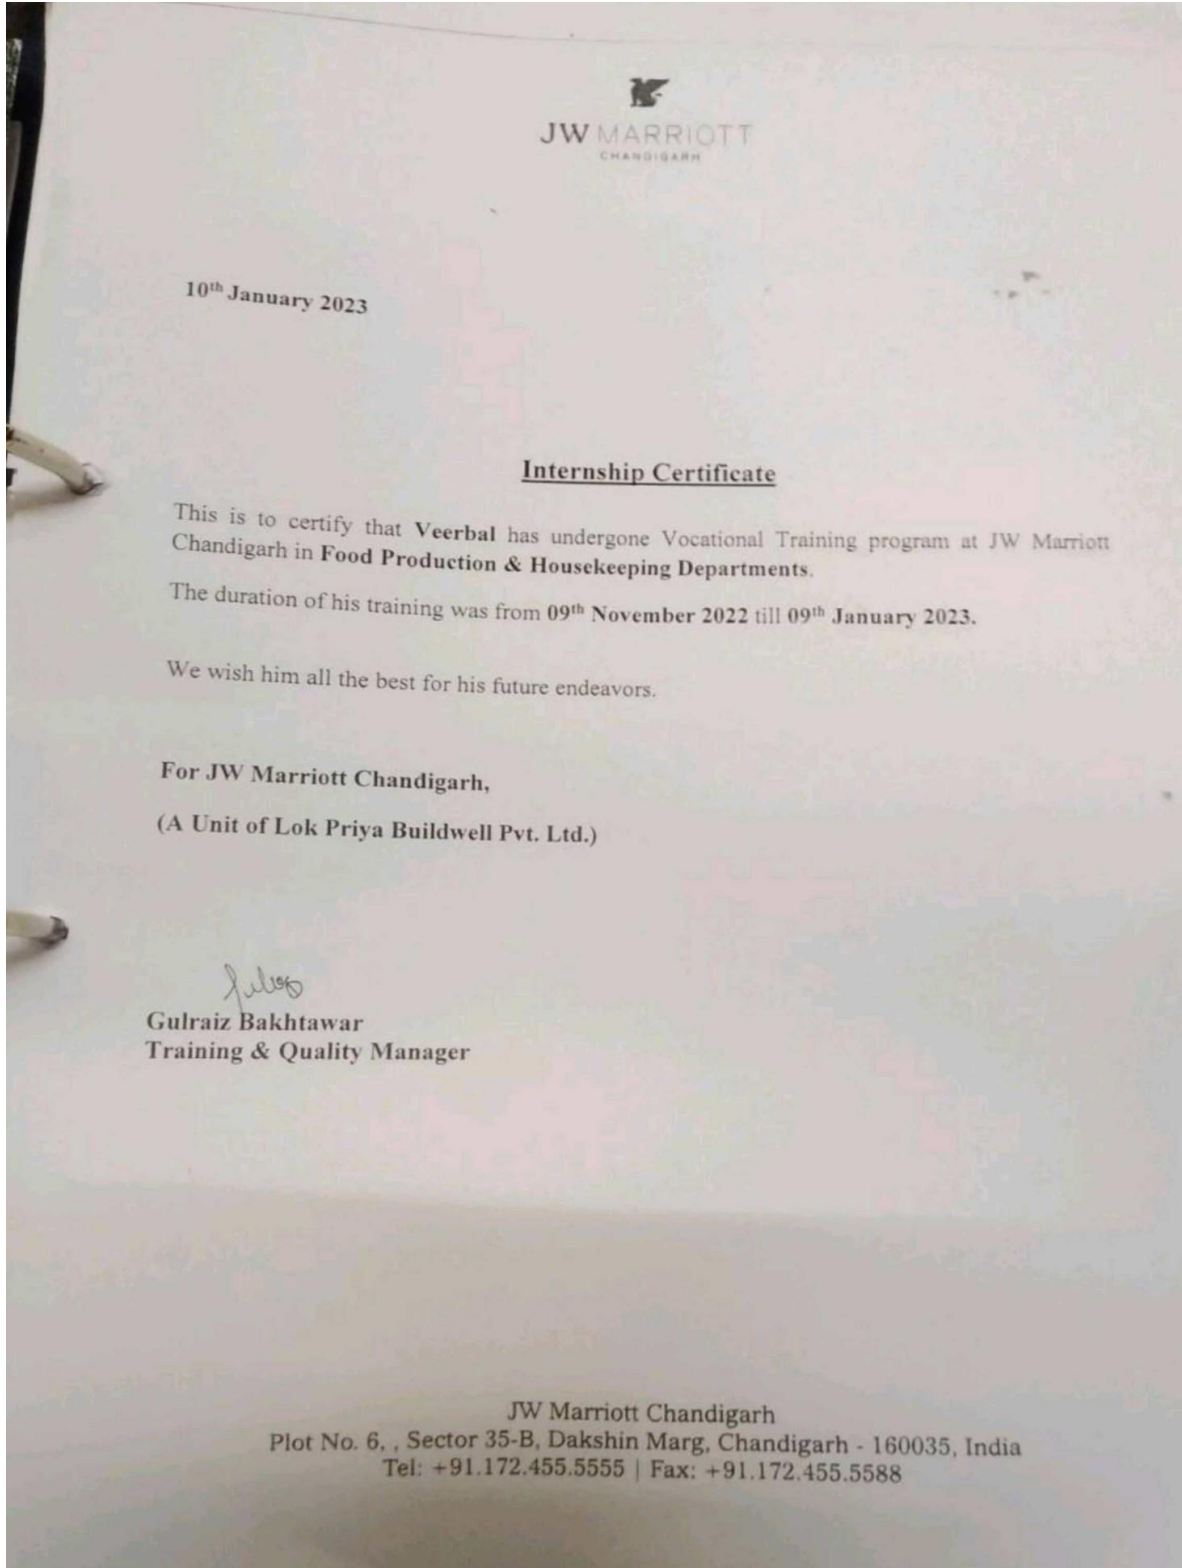 JW MARRIOTT
CHANDIGARH
10th January 2023
Internship Certificate
This is to certify that Veerbal has undergone Vocational Training program at JW Marriott
Chandigarh in Food Production & Housekeeping Departments.
The duration of his training was from 09th November 2022 till 09th January 2023.
We wish him all the best for his future endeavors.
For JW Marriott Chandigarh,
(A Unit of Lok Priya Buildwell Pvt. Ltd.)
Gulraiz Bakhtawar
Training & Quality Manager
JW Marriott Chandigarh
Plot No. 6, , Sector 35-B, Dakshin Marg, Chandigarh - 160035, India
Tel: +91.172.455.5555 | Fax: +91.172.455.5588